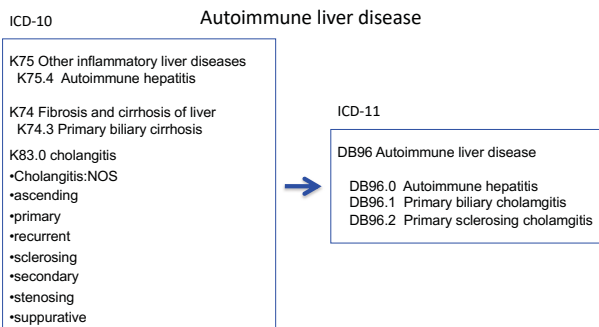 ICD-10
Autoimmune liver disease
K75 Other inflammatory liver diseases
K75.4 Autoimmune hepatitis
K74 Fibrosis and cirrhosis of liver
K74.3 Primary biliary cirrhosis
K83.0 cholangitis
•Cholangitis:NOS
•ascending
•primary
•recurrent
•sclerosing
•secondary
•stenosing
•suppurative
ICD-11
DB96 Autoimmune liver disease
DB96.0 Autoimmune hepatitis
DB96.1 Primary biliary cholamgitis
DB96.2 Primary sclerosing cholamgitis